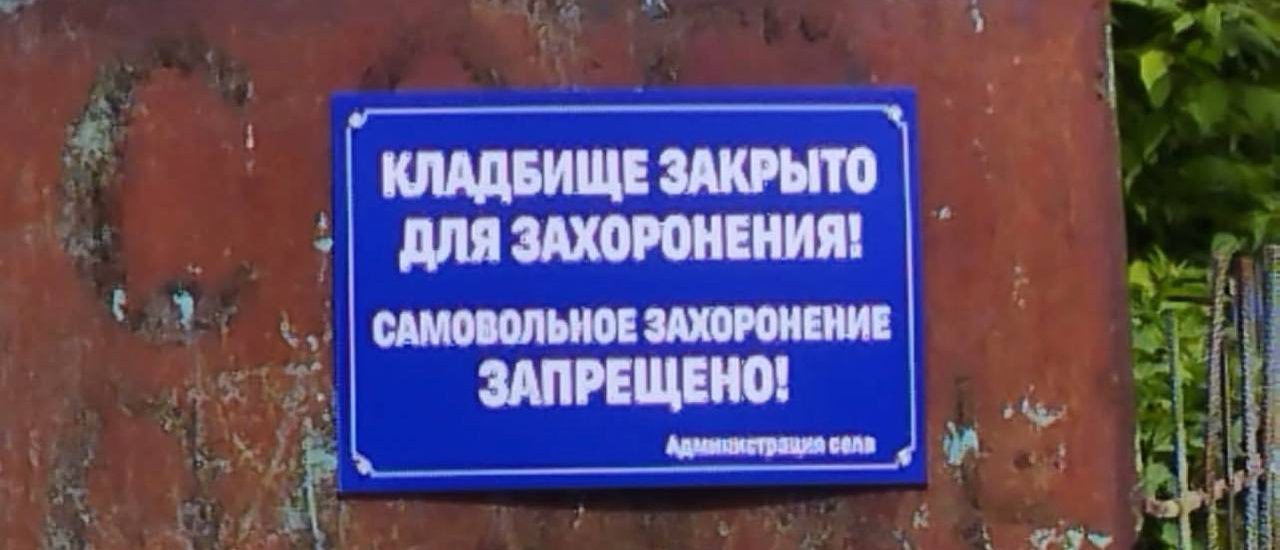 КЛАДБИЩЕ ЗАКРЫТО
ДЛЯ ЗАХОРОНЕНИЯ!
САМОВОЛЬНОЕ ЗАХОРОНЕНИЕ
ЗАПРЕЩЕНО!
Администрация села